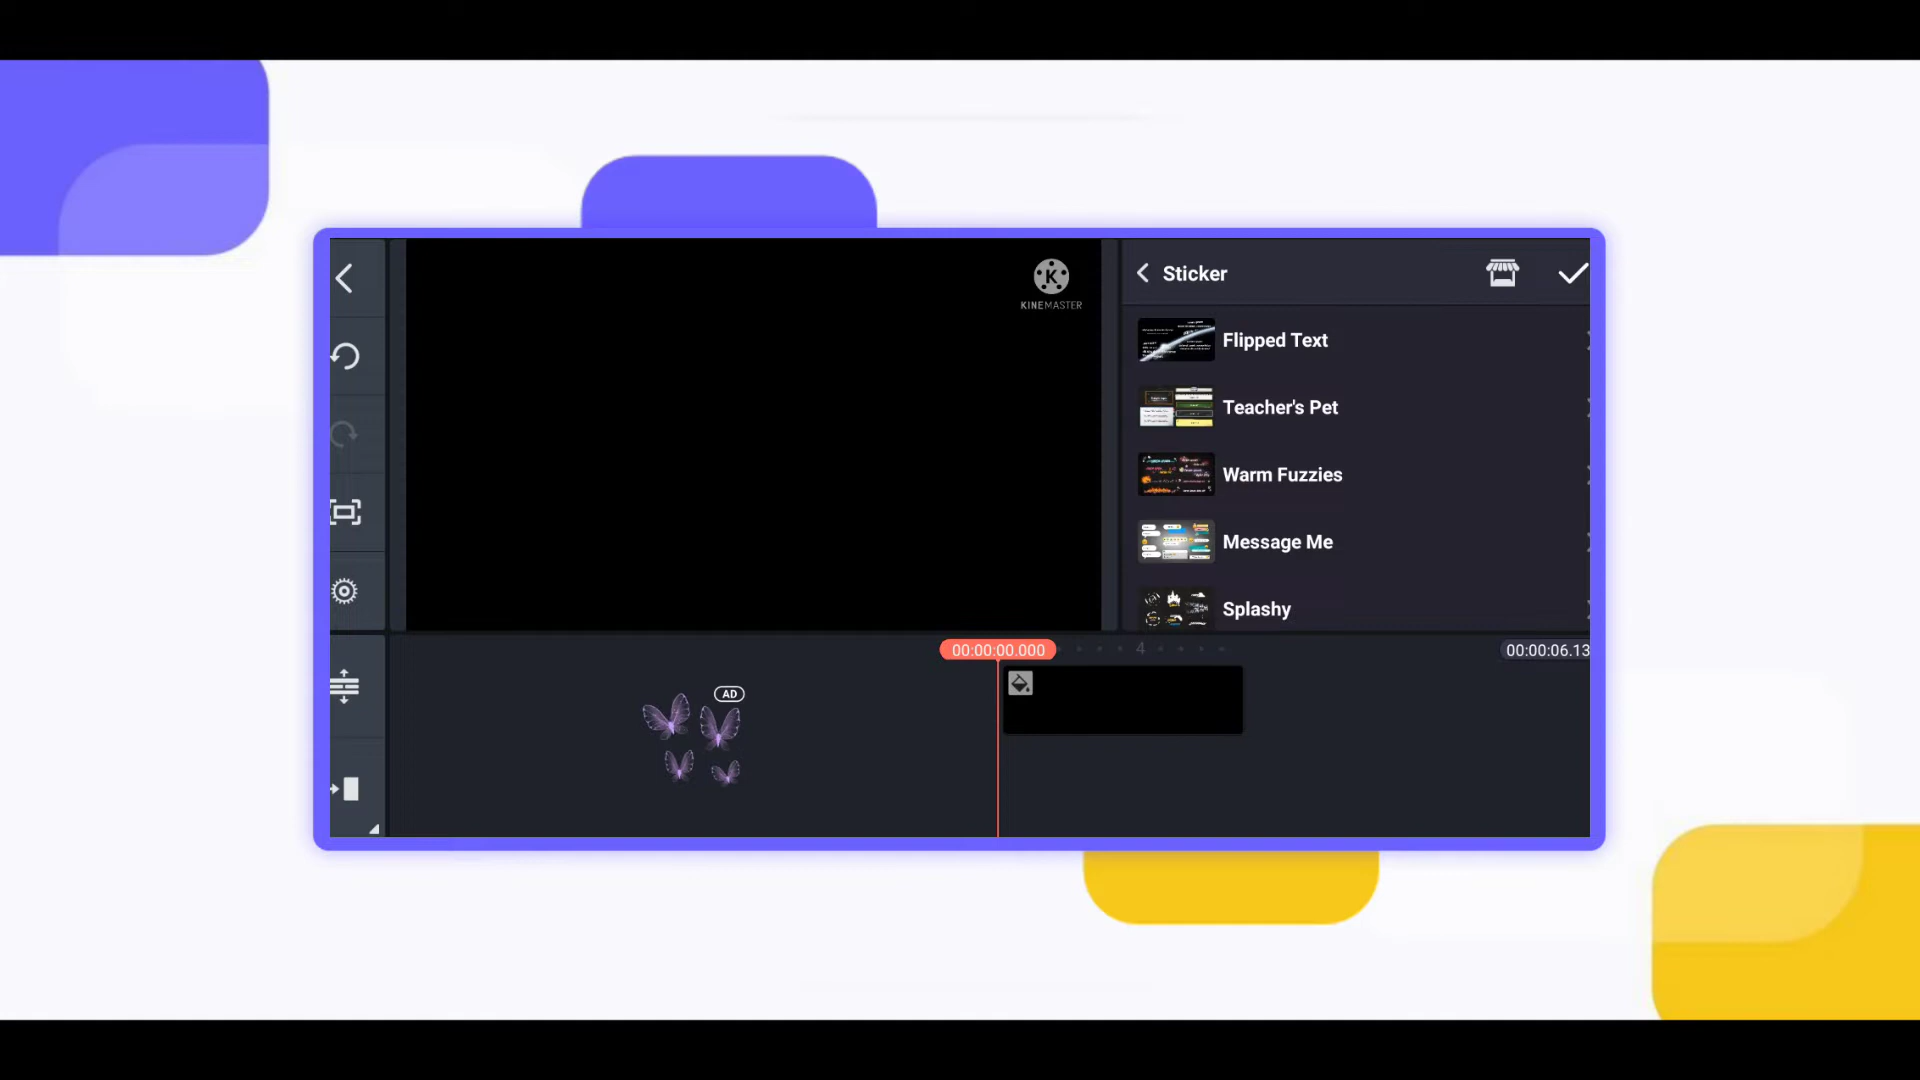 K
KINEMASTER
Sticker
Flipped Text
Teacher's Pet
Warm Fuzzies
Message Me
Splashy
00:00:00.000
4
00:00:06.13
AD